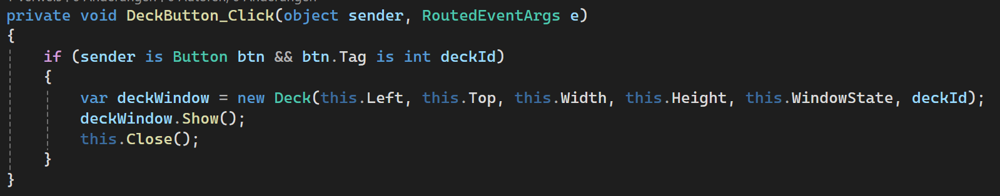 private void DeckButton_Click(object sender, RoutedEventArgs e)
{
if (sender is Button btn && btn.Tag is int deckId)
{
var deckWindow = new Deck(this.Left, this.Top, this.Width, this.Height, this.WindowState, deckId);
deckWindow.Show();
this.Close();
}
}